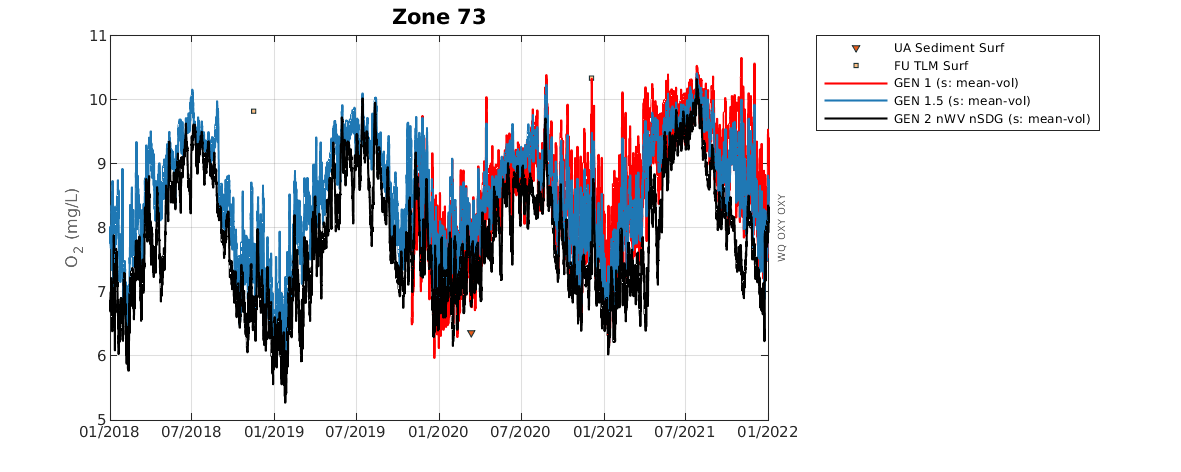 Zone 73
11
10
9
8
7
6
5
O2 (mg/L)
01/2018 07/2018 01/2019 07/2019 01/2020 07/2020 01/2021 07/2021 01/2022
WQ OXY OXY
UA Sediment Surf
FU TLM Surf
GEN 1 (s: mean-vol)
GEN 1.5 (s: mean-vol)
GEN 2 nWV nSDG (s: mean-vol)